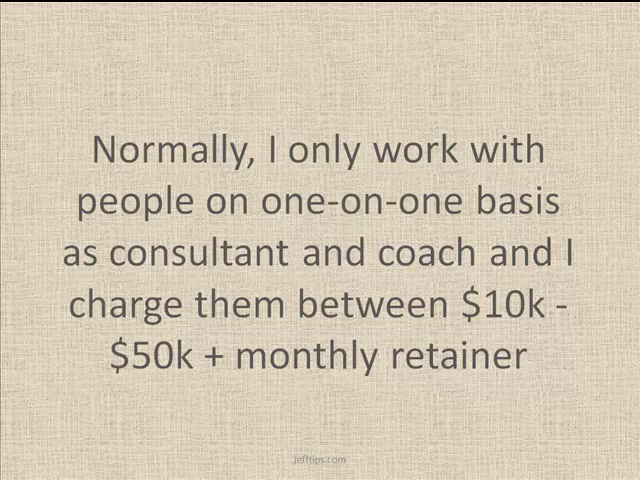 Normally, I only work with
people on one-on-one basis
as consultant and coach and I
charge them between $10k -
$50k + monthly retainer
jefftips.com